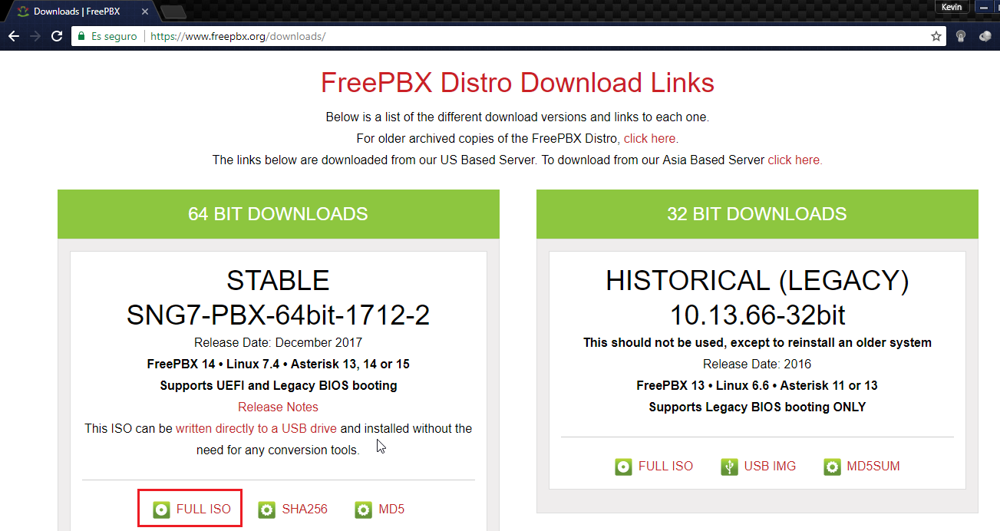 Downloads | FreePBX
Kevin
Es seguro
https://www.freepbx.org/downloads/
FreePBX Distro Download Links
Below is a list of the different download versions and links to each one.
For older archived copies of the FreePBX Distro, click here.
The links below are downloaded from our US Based Server. To download from our Asia Based Server click here.
64 BIT DOWNLOADS
STABLE
SNG7-PBX-64bit-1712-2
Release Date: December 2017
FreePBX 14 • Linux 7.4 • Asterisk 13, 14 or 15
Supports UEFI and Legacy BIOS booting
Release Notes
This ISO can be written directly to a USB drive and installed without the
need for any conversion tools.
FULL ISO
SHA256
MD5
32 BIT DOWNLOADS
HISTORICAL (LEGACY)
10.13.66-32bit
This should not be used, except to reinstall an older system
Release Date: 2016
FreePBX 13 • Linux 6.6 • Asterisk 11 or 13
Supports Legacy BIOS booting ONLY
FULL ISO
USB IMG
MD5SUM